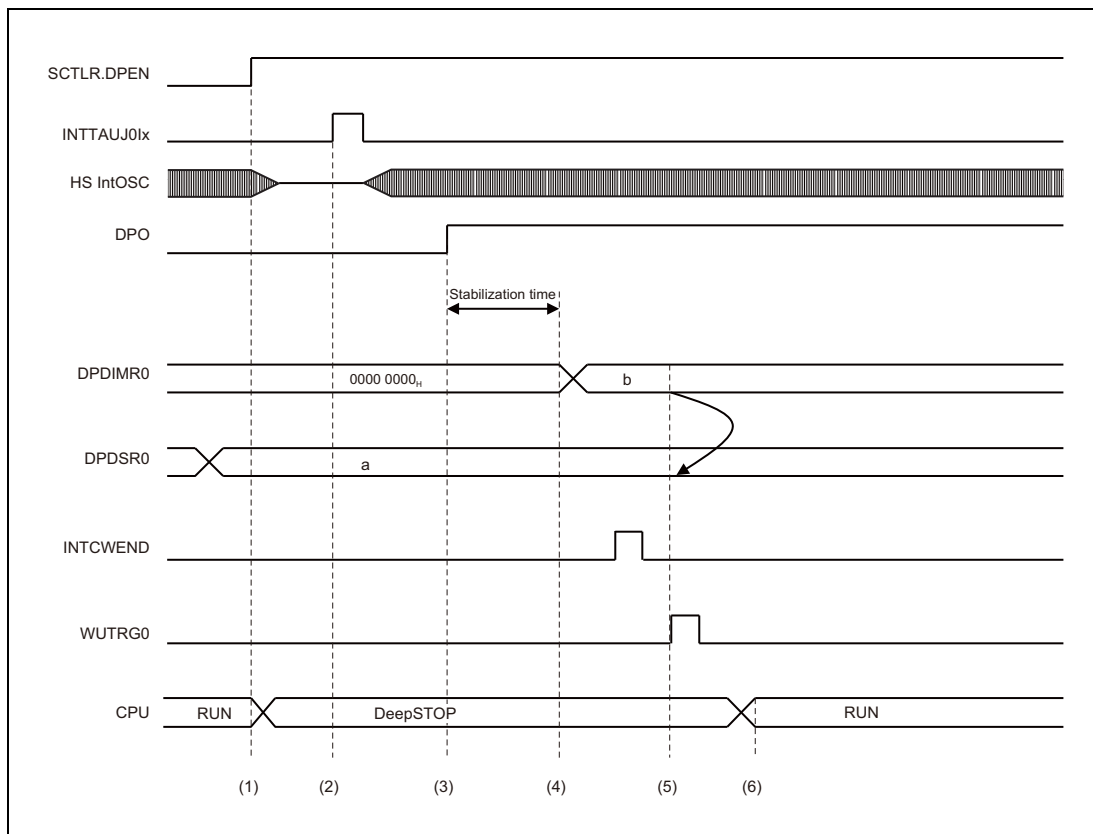 SCTLR.DPEN
INTTAUJ0Ix
HS IntOSC
DPO
Stabilization time
DPDIMR0
0000 0000H
b
DPDSR0
a
INTCWEND
WUTRG0
CPU
RUN
DeepSTOP
RUN
(1)
(2)
(3)
(4)
(5)
(6)